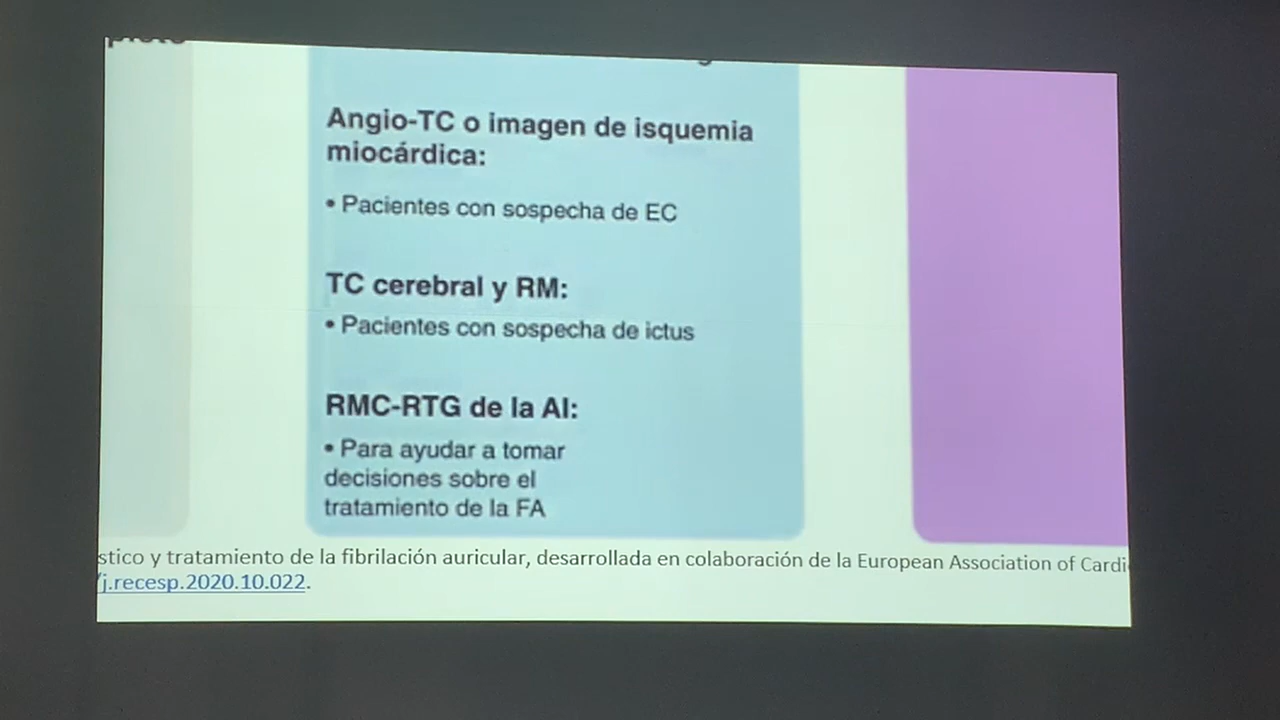 Angio-TC o imagen de isquemia
miocárdica:
• Pacientes con sospecha de EC
TC cerebral y RM:
• Pacientes con sospecha de ictus
RMC-RTG de la AI:
• Para ayudar a tomar
decisiones sobre el
tratamiento de la FA
stico y tratamiento de la fibrilación auricular, desarrollada en colaboración de la European Association of Cardi
/j.recesp.2020.10.022.